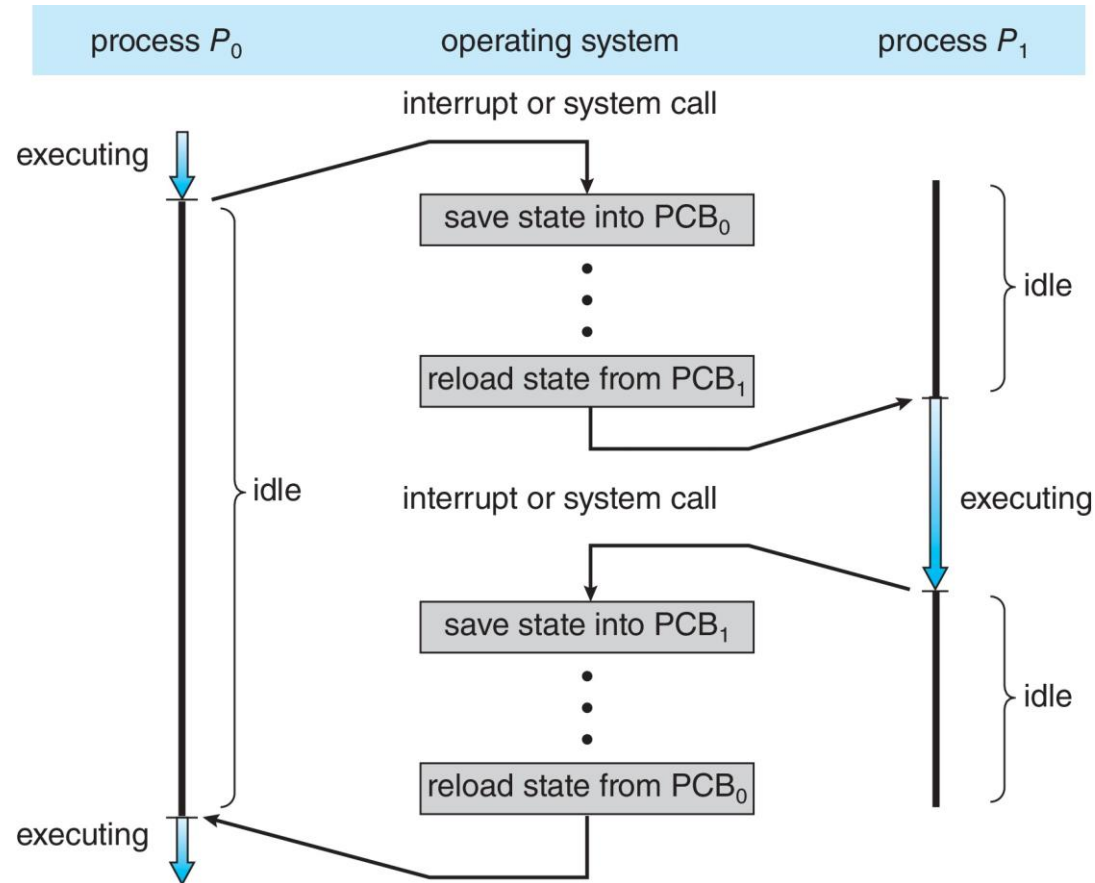 process P₀ operating system process P₁
interrupt or system call
executing
save state into PCB₀
idle
reload state from PCB₁
idle
interrupt or system call
executing
save state into PCB₁
idle
reload state from PCB₀
executing